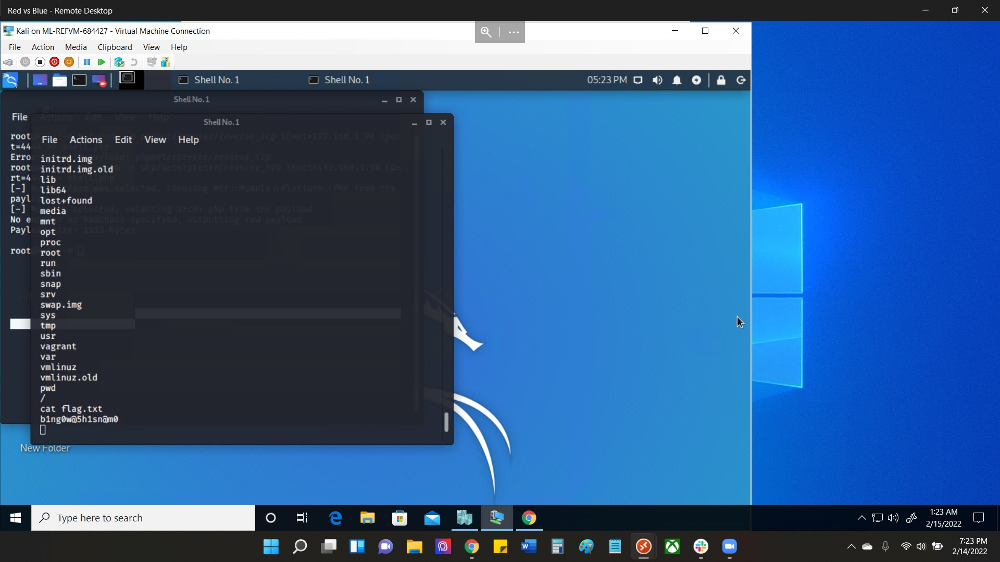 Red vs Blue - Remote Desktop
Kali on ML-REFVM-684427 - Virtual Machine Connection
File Action Media Clipboard View Help
Shell No. 1 Shell No. 1 05:23 PM
Shell No. 1
File Actions Edit View Help
Shell No. 1
File Actions Edit View Help
root
t=44
Erro
root
rt=4
[-]
payl
[-]
No e
Payl
root
initrd.img
initrd.img.old
lib
lib64
lost+found
media
mnt
opt
proc
root
run
sbin
snap
srv
swap.img
sys
tmp
usr
vagrant
var
vmlinuz
vmlinuz.old
pwd
/
cat flag.txt
b1ng0w@5h1sn@m0
New Folder
Type here to search
1:23 AM
2/15/2022
7:23 PM
2/14/2022